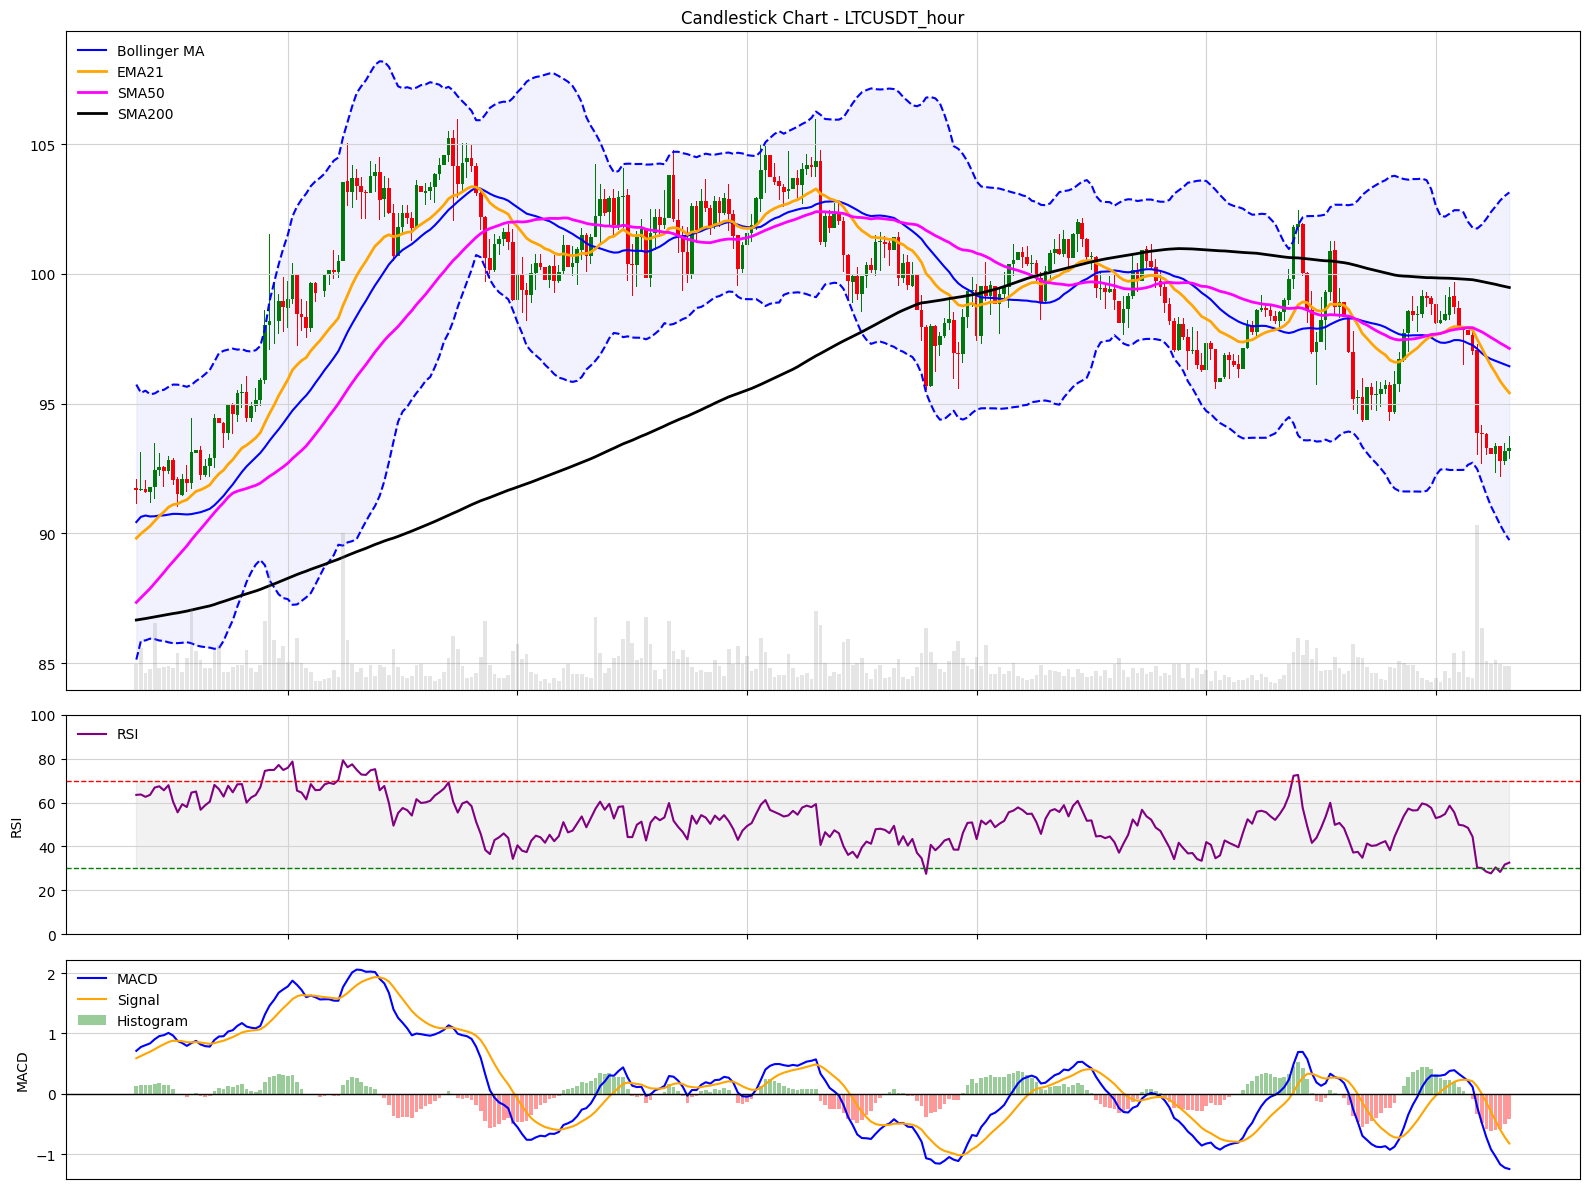 Candlestick Chart - LTCUSDT_hour
Bollinger MA
EMA21
SMA50
SMA200
105
100
95
90
85
RSI
100
80
60
40
20
0
RSI
MACD
Signal
Histogram
2
1
0
−1
MACD